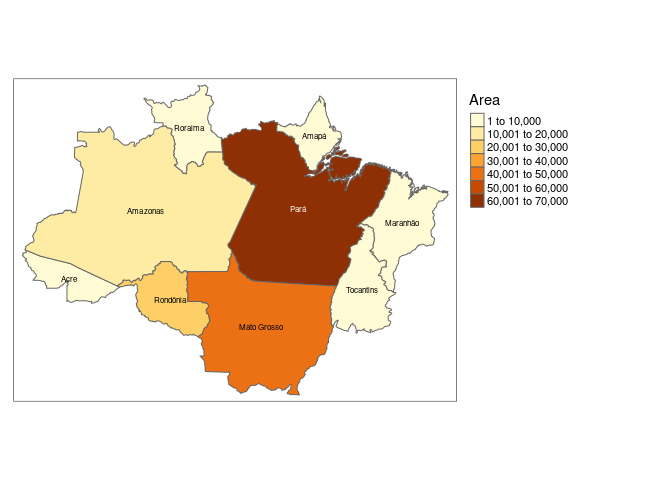 Area
1 to 10,000
10,001 to 20,000
20,001 to 30,000
30,001 to 40,000
40,001 to 50,000
50,001 to 60,000
60,001 to 70,000
Roraima
Amapá
Amazonas
Pará
Maranhão
Acre
Rondônia
Tocantins
Mato Grosso